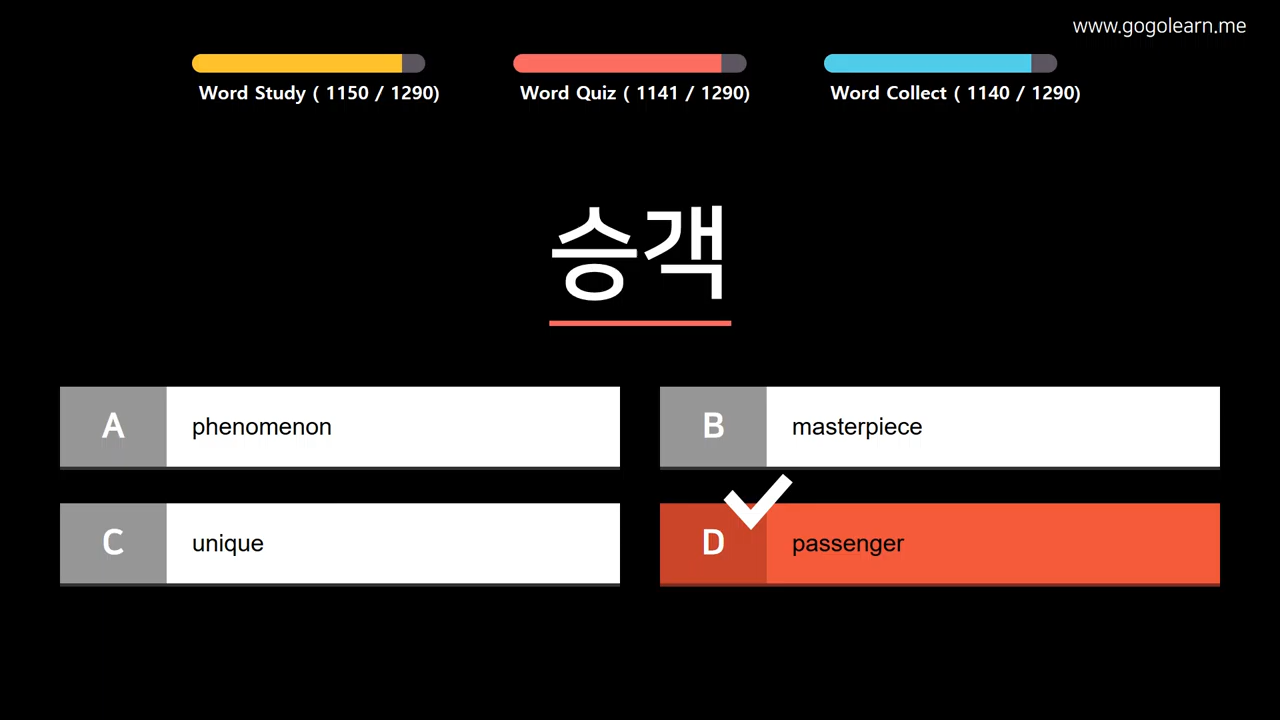 www.gogolearn.me
Word Study ( 1150 / 1290)
Word Quiz ( 1141 / 1290)
Word Collect ( 1140 / 1290)
승객
A phenomenon
B masterpiece
C unique
D passenger